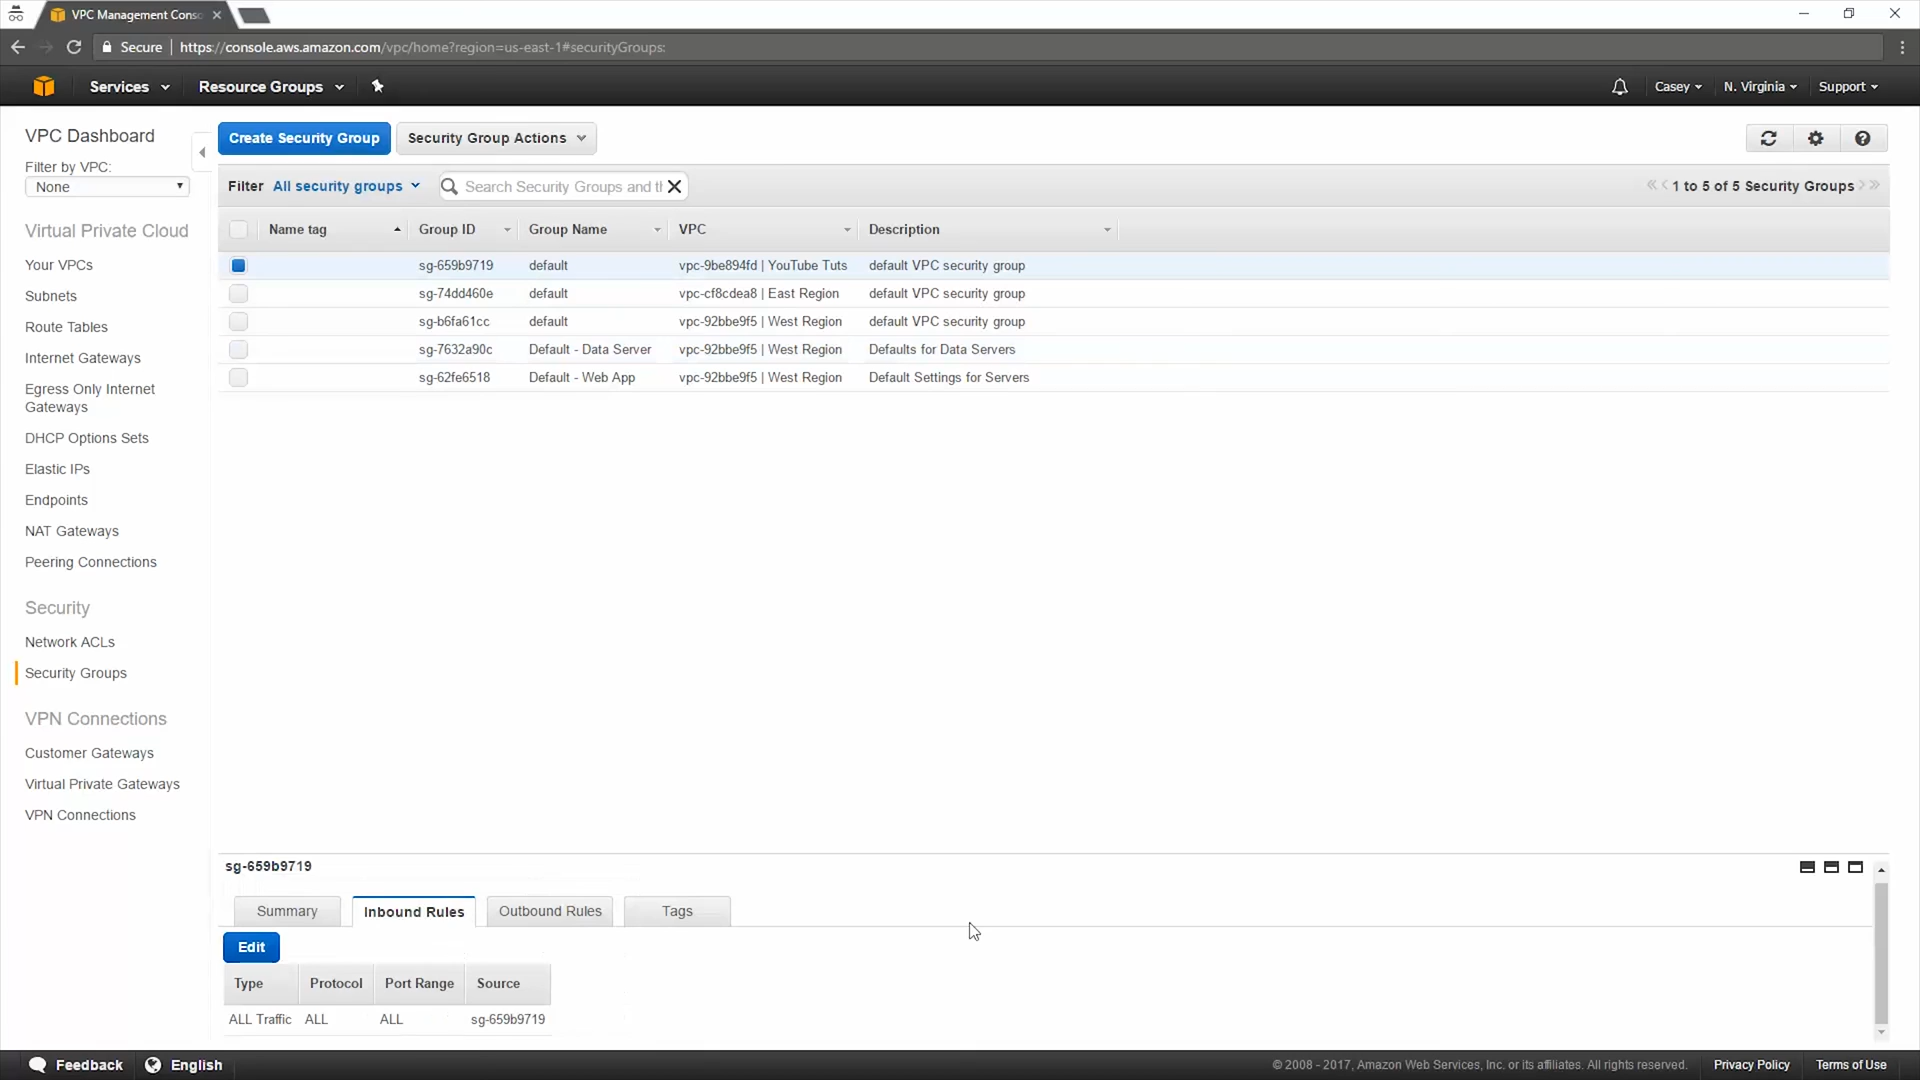 VPC Management Conso
Secure https://console.aws.amazon.com/vpc/home?region=us-east-1#securityGroups:
Services Resource Groups Casey N. Virginia Support
VPC Dashboard
Filter by VPC:
None
Virtual Private Cloud
Your VPCs
Subnets
Route Tables
Internet Gateways
Egress Only Internet
Gateways
DHCP Options Sets
Elastic IPs
Endpoints
NAT Gateways
Peering Connections
Security
Network ACLs
Security Groups
VPN Connections
Customer Gateways
Virtual Private Gateways
VPN Connections
Create Security Group Security Group Actions
Filter All security groups Search Security Groups and th 1 to 5 of 5 Security Groups
Name tag Group ID Group Name VPC Description
sg-659b9719 default vpc-9be894fd | YouTube Tuts default VPC security group
sg-74dd460e default vpc-cf8cdea8 | East Region default VPC security group
sg-b6fa61cc default vpc-92bbe9f5 | West Region default VPC security group
sg-7632a90c Default - Data Server vpc-92bbe9f5 | West Region Defaults for Data Servers
sg-62fe6518 Default - Web App vpc-92bbe9f5 | West Region Default Settings for Servers
sg-659b9719
Summary Inbound Rules Outbound Rules Tags
Edit
Type Protocol Port Range Source
ALL Traffic ALL ALL sg-659b9719
Feedback English © 2008 - 2017, Amazon Web Services, Inc. or its affiliates. All rights reserved. Privacy Policy Terms of Use